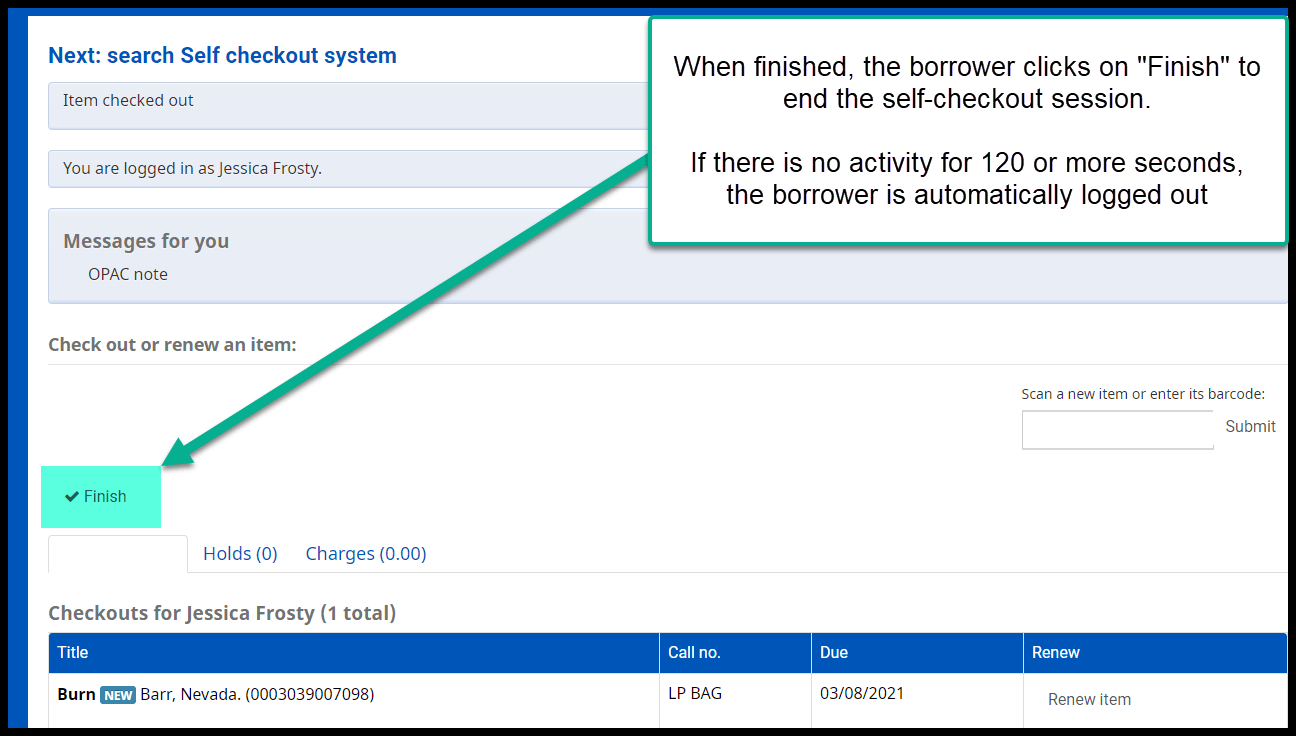 Next: search Self checkout system
When finished, the borrower clicks on "Finish" to
end the self-checkout session.
If there is no activity for 120 or more seconds,
the borrower is automatically logged out
Item checked out
You are logged in as Jessica Frosty.
Messages for you
OPAC note
Check out or renew an item:
Scan a new item or enter its barcode:
Submit
Finish
Holds (0) Charges (0.00)
Checkouts for Jessica Frosty (1 total)
Title Call no. Due Renew
Burn NEW Barr, Nevada. (0003039007098) LP BAG 03/08/2021 Renew item